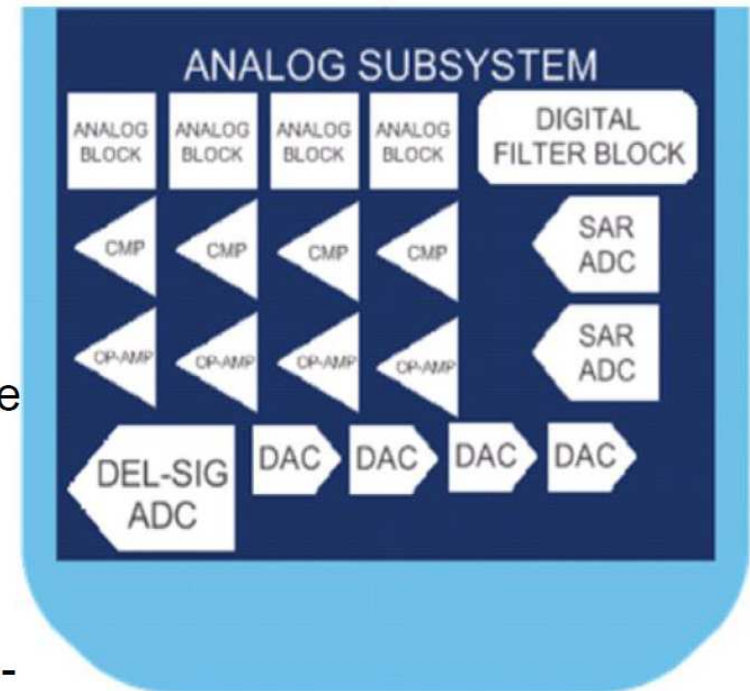 ANALOG SUBSYSTEM
ANALOG ANALOG ANALOG ANALOG
BLOCK BLOCK BLOCK BLOCK
DIGITAL
FILTER BLOCK
CMP CMP CMP CMP
SAR
ADC
OP-AMP OP-AMP OP-AMP OP-AMP
SAR
ADC
e
DEL-SIG
ADC
DAC DAC DAC DAC
-